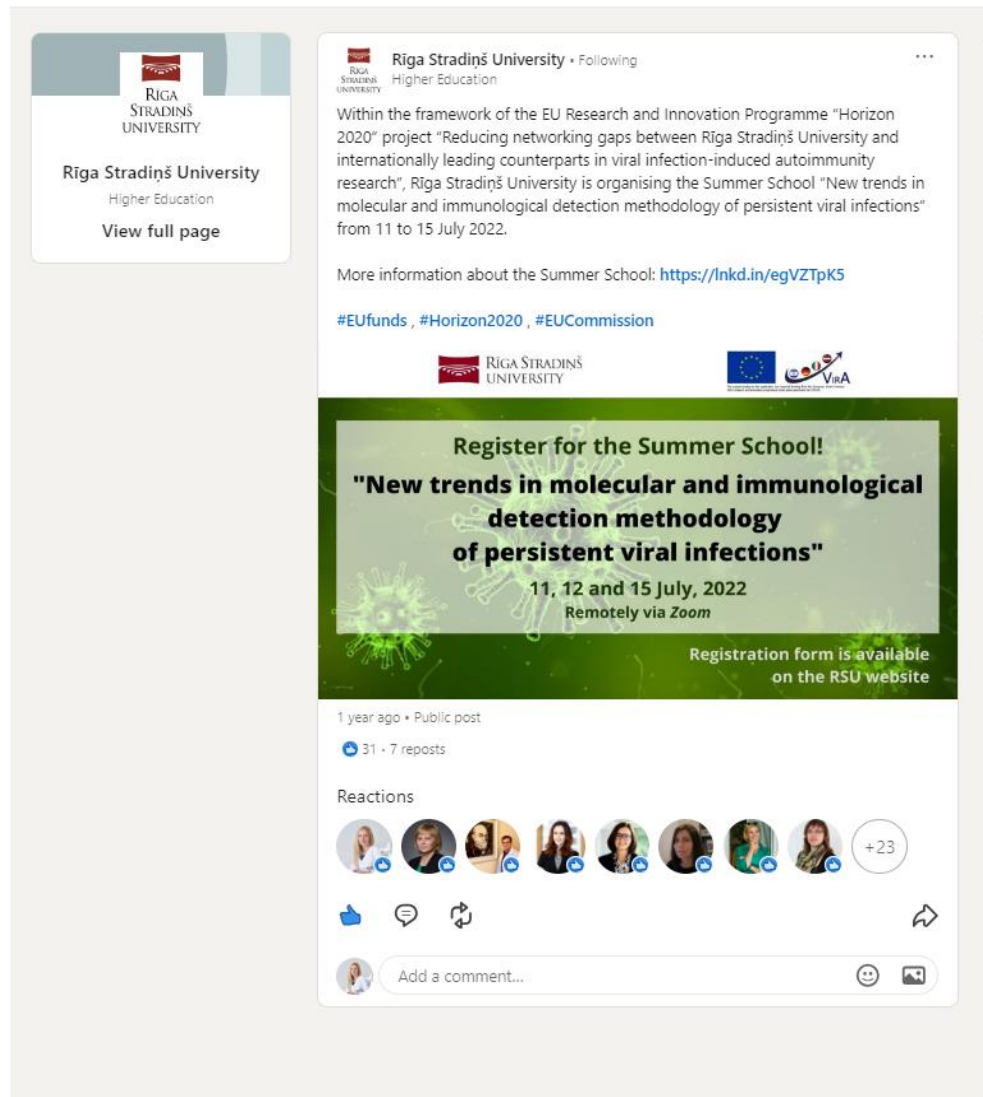 RĪGA
STRADIŅŠ
UNIVERSITY
Rīga Stradiņš University
Higher Education
View full page
RĪGA
STRADIŅŠ
UNIVERSITY
Rīga Stradiņš University • Following
Higher Education
Within the framework of the EU Research and Innovation Programme “Horizon
2020” project “Reducing networking gaps between Rīga Stradiņš University and
internationally leading counterparts in viral infection-induced autoimmunity
research”, Rīga Stradiņš University is organising the Summer School “New trends in
molecular and immunological detection methodology of persistent viral infections”
from 11 to 15 July 2022.
More information about the Summer School: https://lnkd.in/egVZTpK5
#EUfunds , #Horizon2020 , #EUCommission
RĪGA STRADIŅŠ
UNIVERSITY
VIRA
Register for the Summer School!
"New trends in molecular and immunological
detection methodology
of persistent viral infections"
11, 12 and 15 July, 2022
Remotely via Zoom
Registration form is available
on the RSU website
1 year ago • Public post
31 · 7 reposts
Reactions
+23
Add a comment...